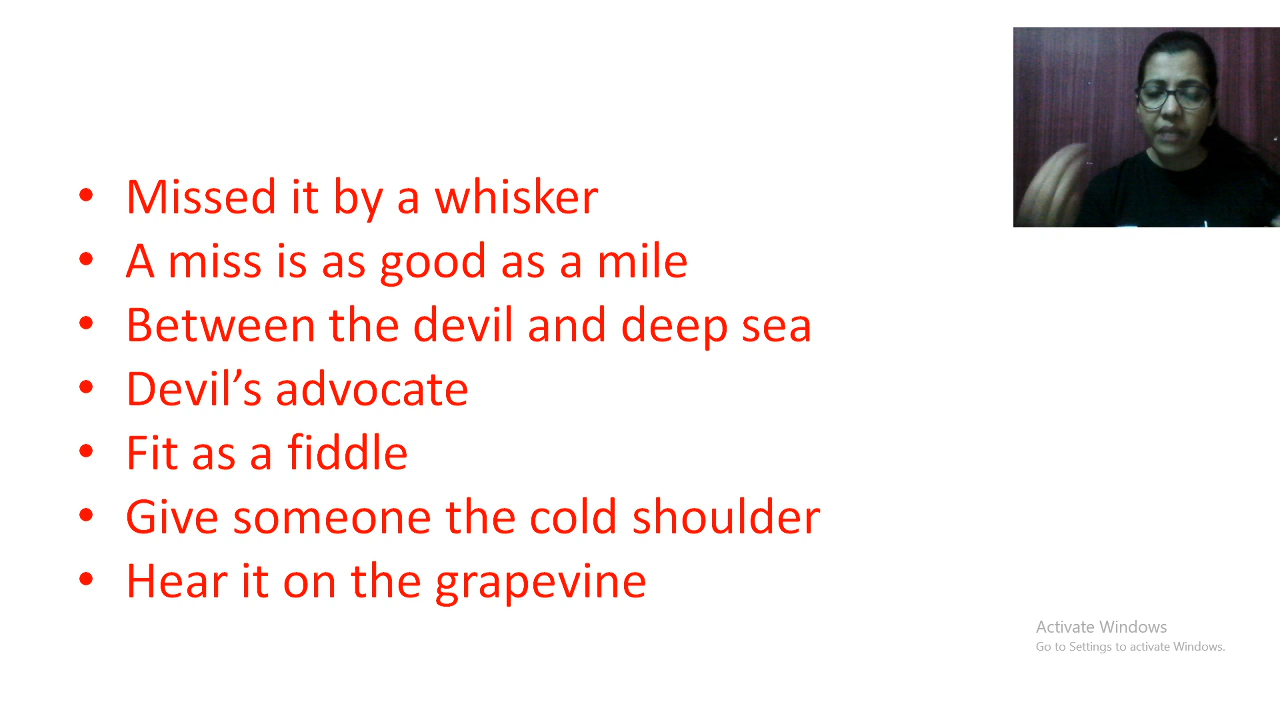 • Missed it by a whisker
• A miss is as good as a mile
• Between the devil and deep sea
• Devil’s advocate
• Fit as a fiddle
• Give someone the cold shoulder
• Hear it on the grapevine
Activate Windows
Go to Settings to activate Windows.